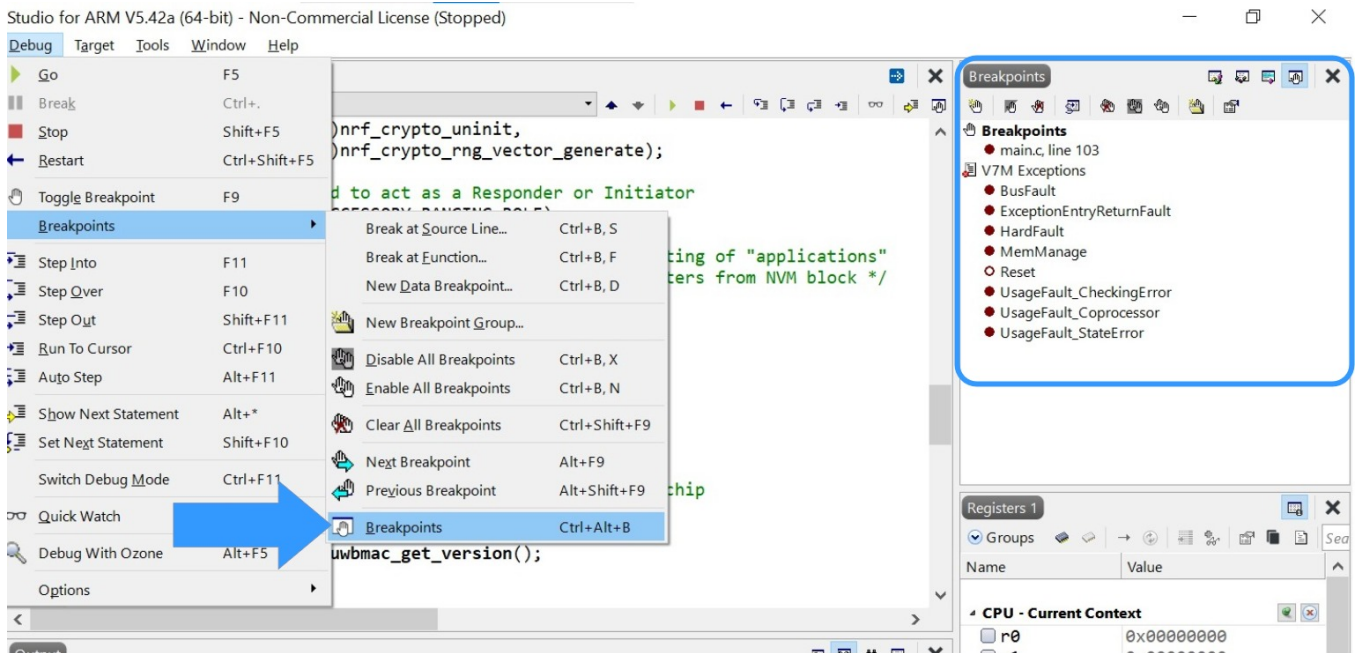 Studio for ARM V5.42a (64-bit) - Non-Commercial License (Stopped)
Debug Target Tools Window Help
Go F5
Break Ctrl+.
Stop Shift+F5
Restart Ctrl+Shift+F5
Toggle Breakpoint F9
Breakpoints
Step Into F11
Step Over F10
Step Out Shift+F11
Run To Cursor Ctrl+F10
Auto Step Alt+F11
Show Next Statement Alt+*
Set Next Statement Shift+F10
Switch Debug Mode Ctrl+F11
Quick Watch
Debug With Ozone Alt+F5
Options
Break at Source Line... Ctrl+B, S
Break at Function... Ctrl+B, F
New Data Breakpoint... Ctrl+B, D
New Breakpoint Group...
Disable All Breakpoints Ctrl+B, X
Enable All Breakpoints Ctrl+B, N
Clear All Breakpoints Ctrl+Shift+F9
Next Breakpoint Alt+F9
Previous Breakpoint Alt+Shift+F9
Breakpoints Ctrl+Alt+B
)nrf_crypto_uninit,
)nrf_crypto_rng_vector_generate);
d to act as a Responder or Initiator
ting of "applications"
ters from NVM block */
chip
uwbmac_get_version();
Breakpoints
Breakpoints
main.c, line 103
V7M Exceptions
BusFault
ExceptionEntryReturnFault
HardFault
MemManage
Reset
UsageFault_CheckingError
UsageFault_Coprocessor
UsageFault_StateError
Registers 1
Groups Sea
Name Value
CPU - Current Context
r0 0x00000000